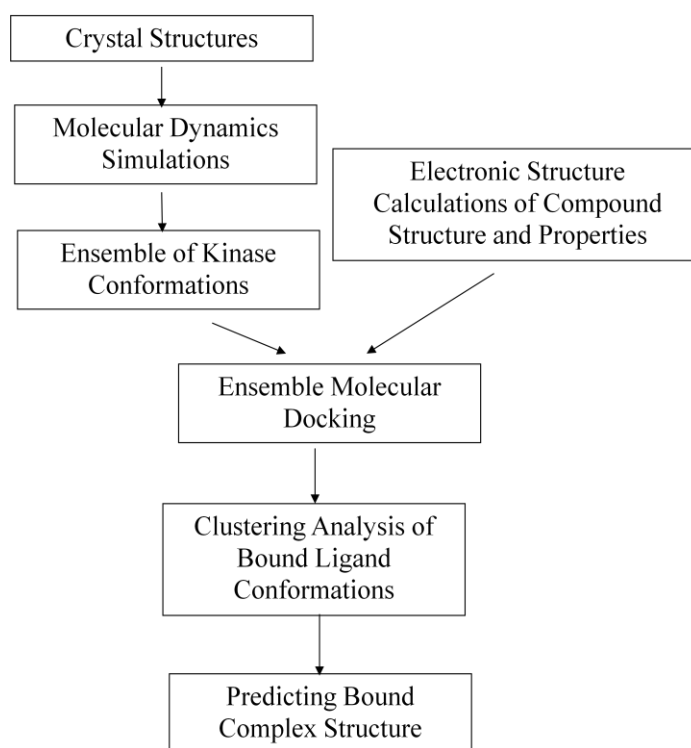 Crystal Structures
Molecular Dynamics
Simulations
Electronic Structure
Calculations of Compound
Structure and Properties
Ensemble of Kinase
Conformations
Ensemble Molecular
Docking
Clustering Analysis of
Bound Ligand
Conformations
Predicting Bound
Complex Structure